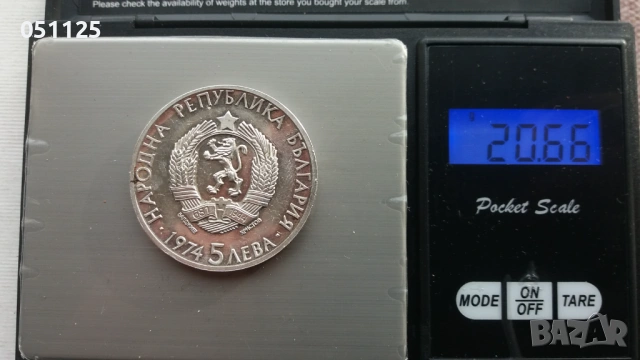 Please check the availability of weights at the store you bought your scale from.
051125
НАРОДНА РЕПУБЛИКА БЪЛГАРИЯ
1974 5 ЛЕВА
20.66
Pocket Scale
MODE ON/OFF TARE
BAZAR